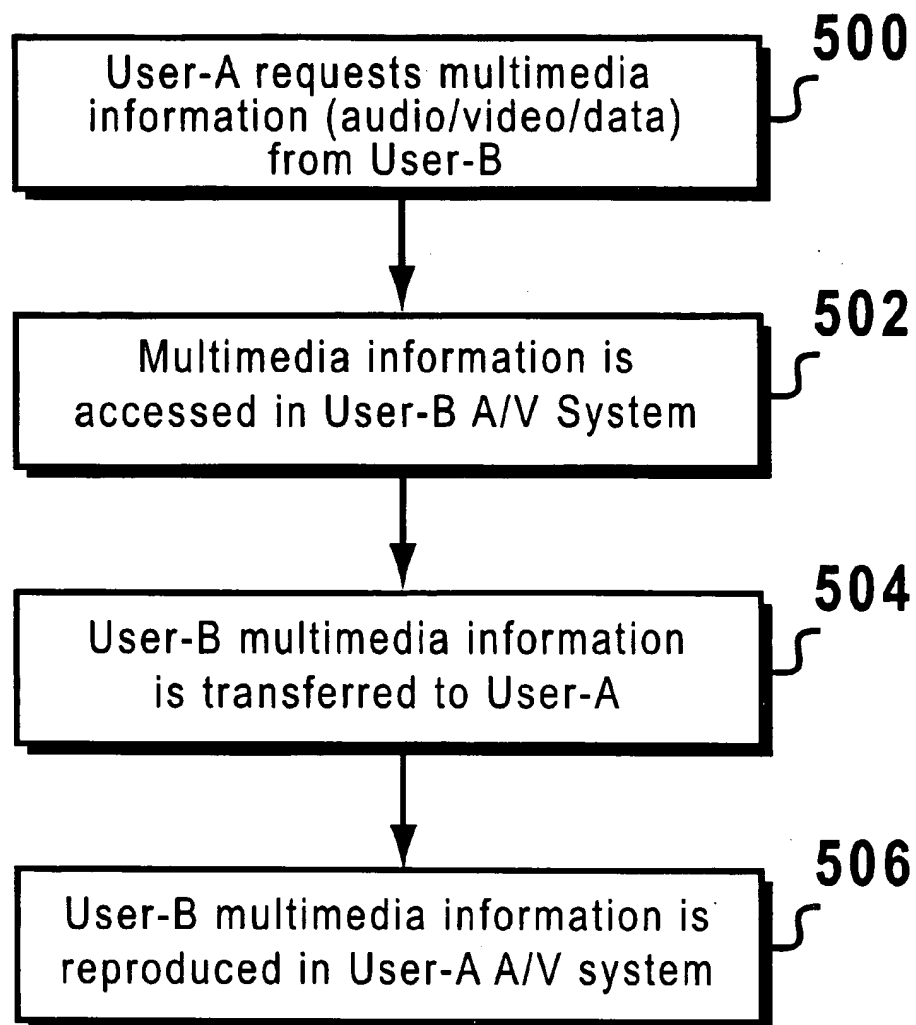 500
User-A requests multimedia
information (audio/video/data)
from User-B
502
Multimedia information is
accessed in User-B A/V System
504
User-B multimedia information
is transferred to User-A
506
User-B multimedia information is
reproduced in User-A A/V system